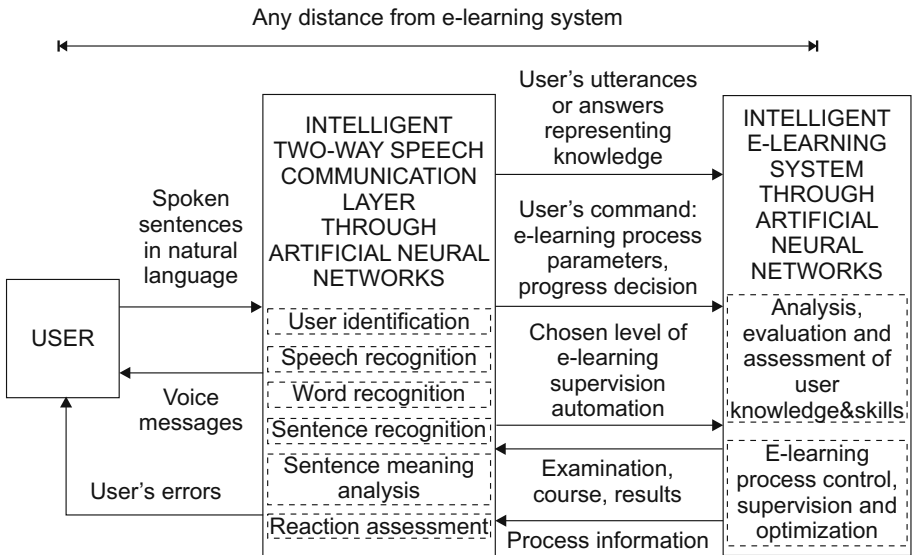 Any distance from e-learning system
USER
Spoken
sentences
in natural
language
Voice
messages
User's errors
INTELLIGENT
TWO-WAY SPEECH
COMMUNICATION
LAYER
THROUGH
ARTIFICIAL NEURAL
NETWORKS
User identification
Speech recognition
Word recognition
Sentence recognition
Sentence meaning
analysis
Reaction assessment
User's utterances
or answers
representing
knowledge
User's command:
e-learning process
parameters,
progress decision
Chosen level of
e-learning
supervision
automation
Examination,
course, results
Process information
INTELLIGENT
E-LEARNING
SYSTEM
THROUGH
ARTIFICIAL
NEURAL
NETWORKS
Analysis,
evaluation and
assessment of
user
knowledge&skills
E-learning
process control,
supervision and
optimization